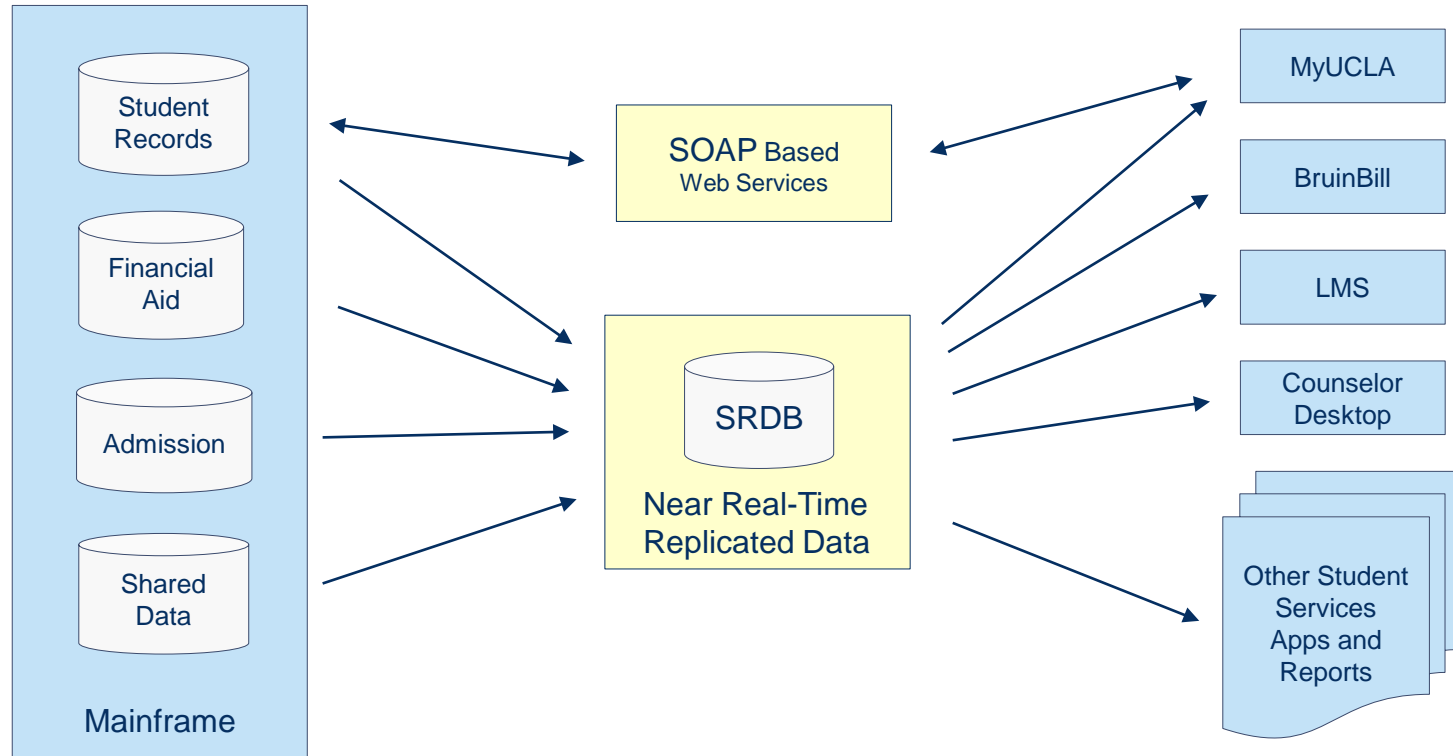 Student
Records
Financial
Aid
Admission
Shared
Data
Mainframe
SOAP Based
Web Services
SRDB
Near Real-Time
Replicated Data
MyUCLA
BruinBill
LMS
Counselor
Desktop
Other Student
Services
Apps and
Reports